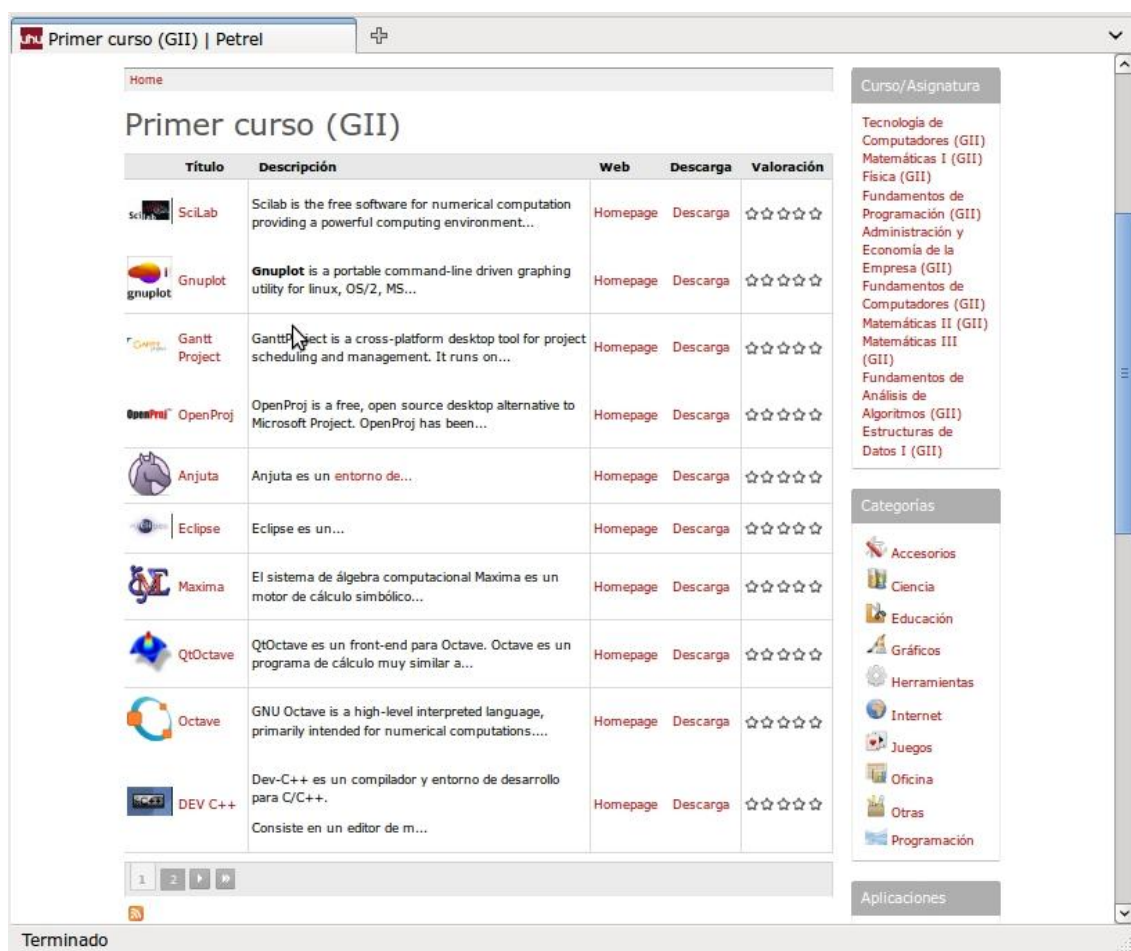 uhu Primer curso (GII) | Petrel
Home
Primer curso (GII)
Título Descripción Web Descarga Valoración
SciLab Scilab is the free software for numerical computation
providing a powerful computing environment... Homepage Descarga
gnuplot Gnuplot Gnuplot is a portable command-line driven graphing
utility for linux, OS/2, MS... Homepage Descarga
Gantt
Project GanttProject is a cross-platform desktop tool for project
scheduling and management. It runs on... Homepage Descarga
OpenProj OpenProj OpenProj is a free, open source desktop alternative to
Microsoft Project. OpenProj has been... Homepage Descarga
Anjuta Anjuta es un entorno de... Homepage Descarga
Eclipse Eclipse es un... Homepage Descarga
Maxima El sistema de álgebra computacional Maxima es un
motor de cálculo simbólico... Homepage Descarga
QtOctave QtOctave es un front-end para Octave. Octave es un
programa de cálculo muy similar a... Homepage Descarga
Octave GNU Octave is a high-level interpreted language,
primarily intended for numerical computations.... Homepage Descarga
DEV C++ Dev-C++ es un compilador y entorno de desarrollo
para C/C++.
Consiste en un editor de m... Homepage Descarga
1 2
Curso/Asignatura
Tecnología de
Computadores (GII)
Matemáticas I (GII)
Física (GII)
Fundamentos de
Programación (GII)
Administración y
Economía de la
Empresa (GII)
Fundamentos de
Computadores (GII)
Matemáticas II (GII)
Matemáticas III
(GII)
Fundamentos de
Análisis de
Algoritmos (GII)
Estructuras de
Datos I (GII)
Categorías
Accesorios
Ciencia
Educación
Gráficos
Herramientas
Internet
Juegos
Oficina
Otras
Programación
Aplicaciones
Terminado